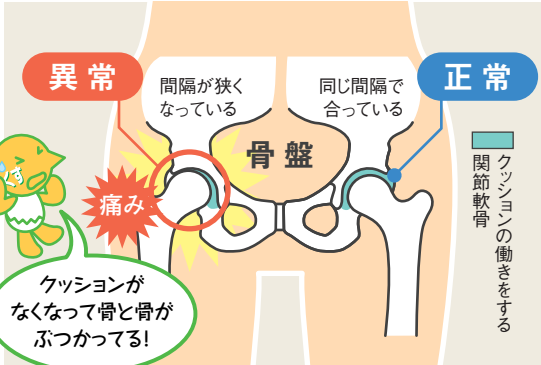 異常
間隔が狭く
なっている
同じ間隔で
合っている
正常
骨盤
クッションの働きをする
関節軟骨
痛み
くす
クッションが
なくなって骨と骨が
ぶつかってる!